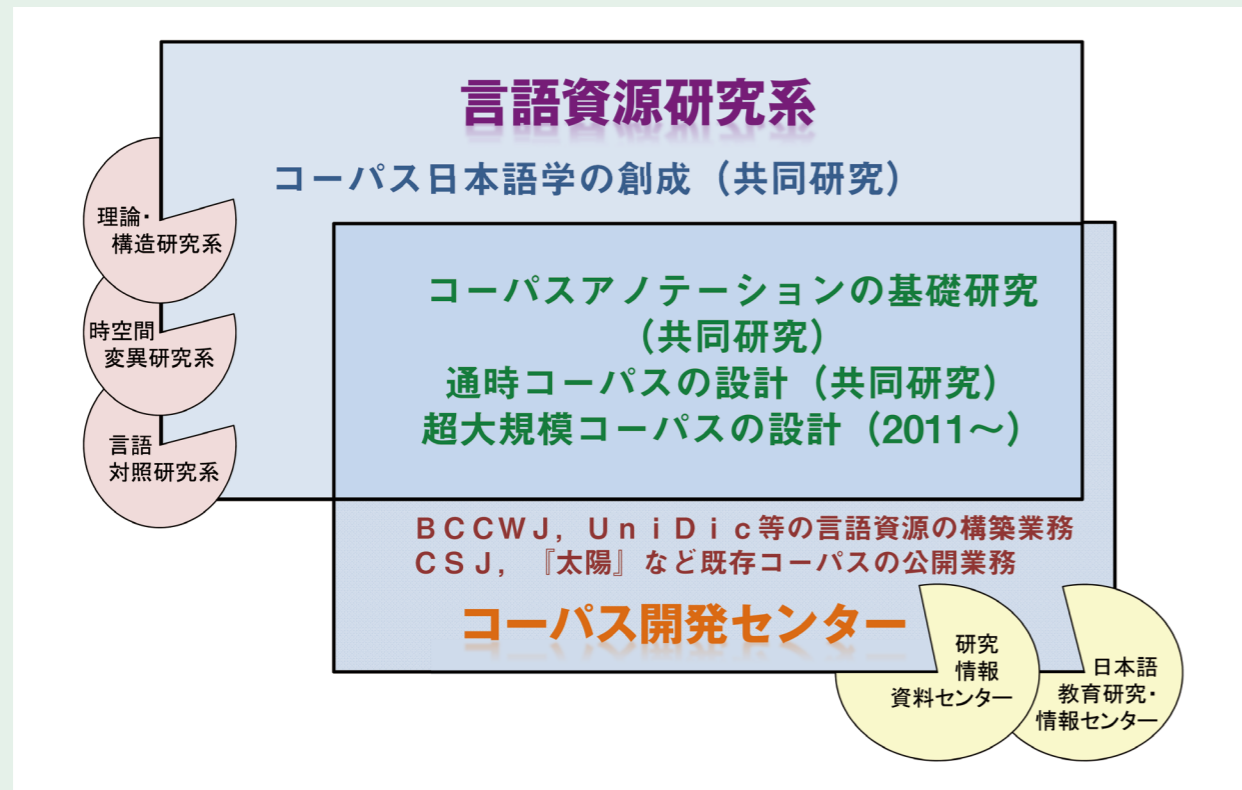 言語資源研究系
コーパス日本語学の創成（共同研究）
理論・
構造研究系
時空間
変異研究系
言語
対照研究系
コーパスアノテーションの基礎研究
（共同研究）
通時コーパスの設計（共同研究）
超大規模コーパスの設計（2011～）
ＢＣＣＷＪ，ＵｎｉＤｉｃ等の言語資源の構築業務
ＣＳＪ，『太陽』など既存コーパスの公開業務
コーパス開発センター
研究
情報
資料センター
日本語
教育研究・
情報センター